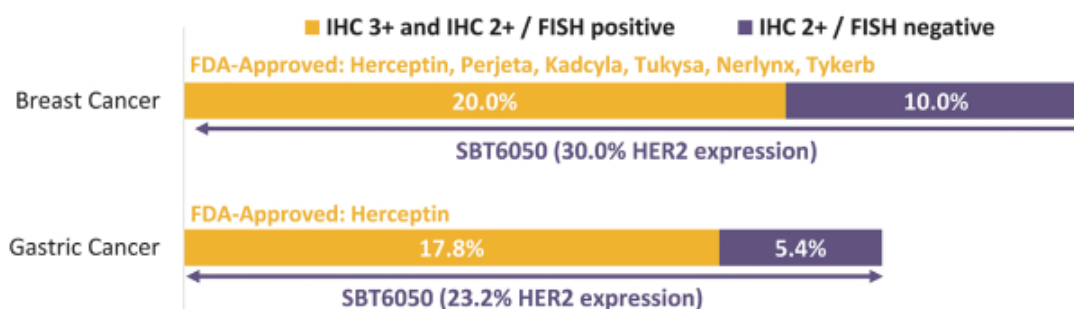 IHC 3+ and IHC 2+ / FISH positive IHC 2+ / FISH negative
FDA-Approved: Herceptin, Perjeta, Kadcyla, Tukysa, Nerlynx, Tykerb
Breast Cancer 20.0% 10.0%
SBT6050 (30.0% HER2 expression)
FDA-Approved: Herceptin
Gastric Cancer 17.8% 5.4%
SBT6050 (23.2% HER2 expression)